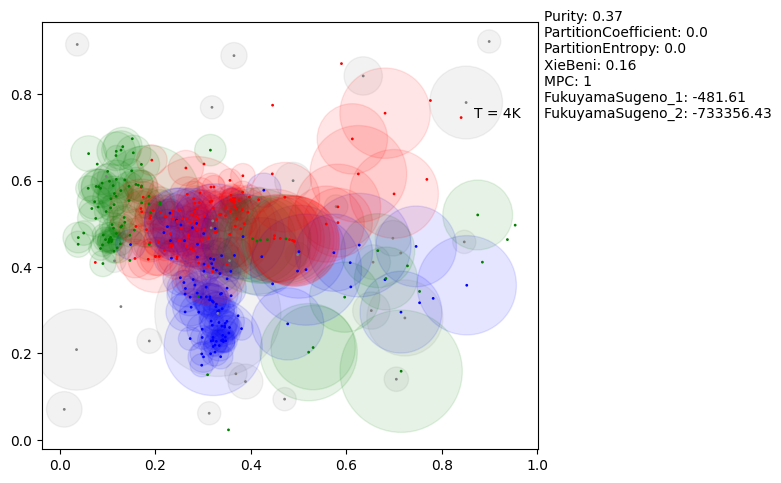 Purity: 0.37
PartitionCoefficient: 0.0
PartitionEntropy: 0.0
XieBeni: 0.16
MPC: 1
FukuyamaSugeno_1: -481.61
FukuyamaSugeno_2: -733356.43
T = 4K
0.8
0.6
0.4
0.2
0.0
0.0 0.2 0.4 0.6 0.8 1.0